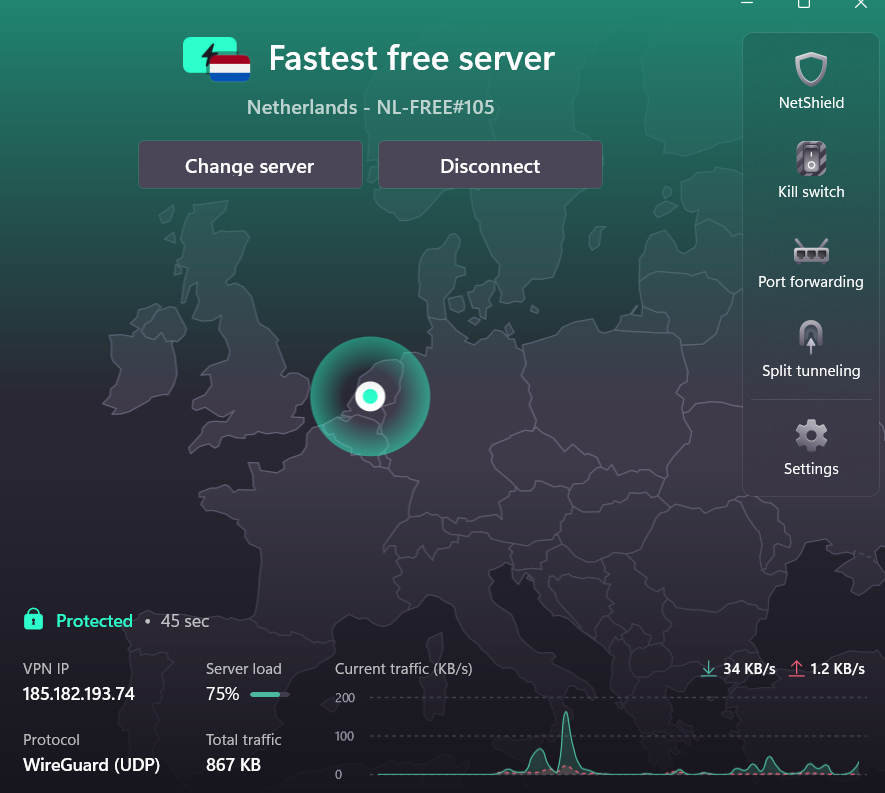 Fastest free server
Netherlands - NL-FREE#105
Change server
Disconnect
NetShield
Kill switch
Port forwarding
Split tunneling
Settings
Protected • 45 sec
VPN IP
185.182.193.74
Server load
75%
Protocol
WireGuard (UDP)
Total traffic
867 KB
Current traffic (KB/s)
34 KB/s
1.2 KB/s
200
100
0